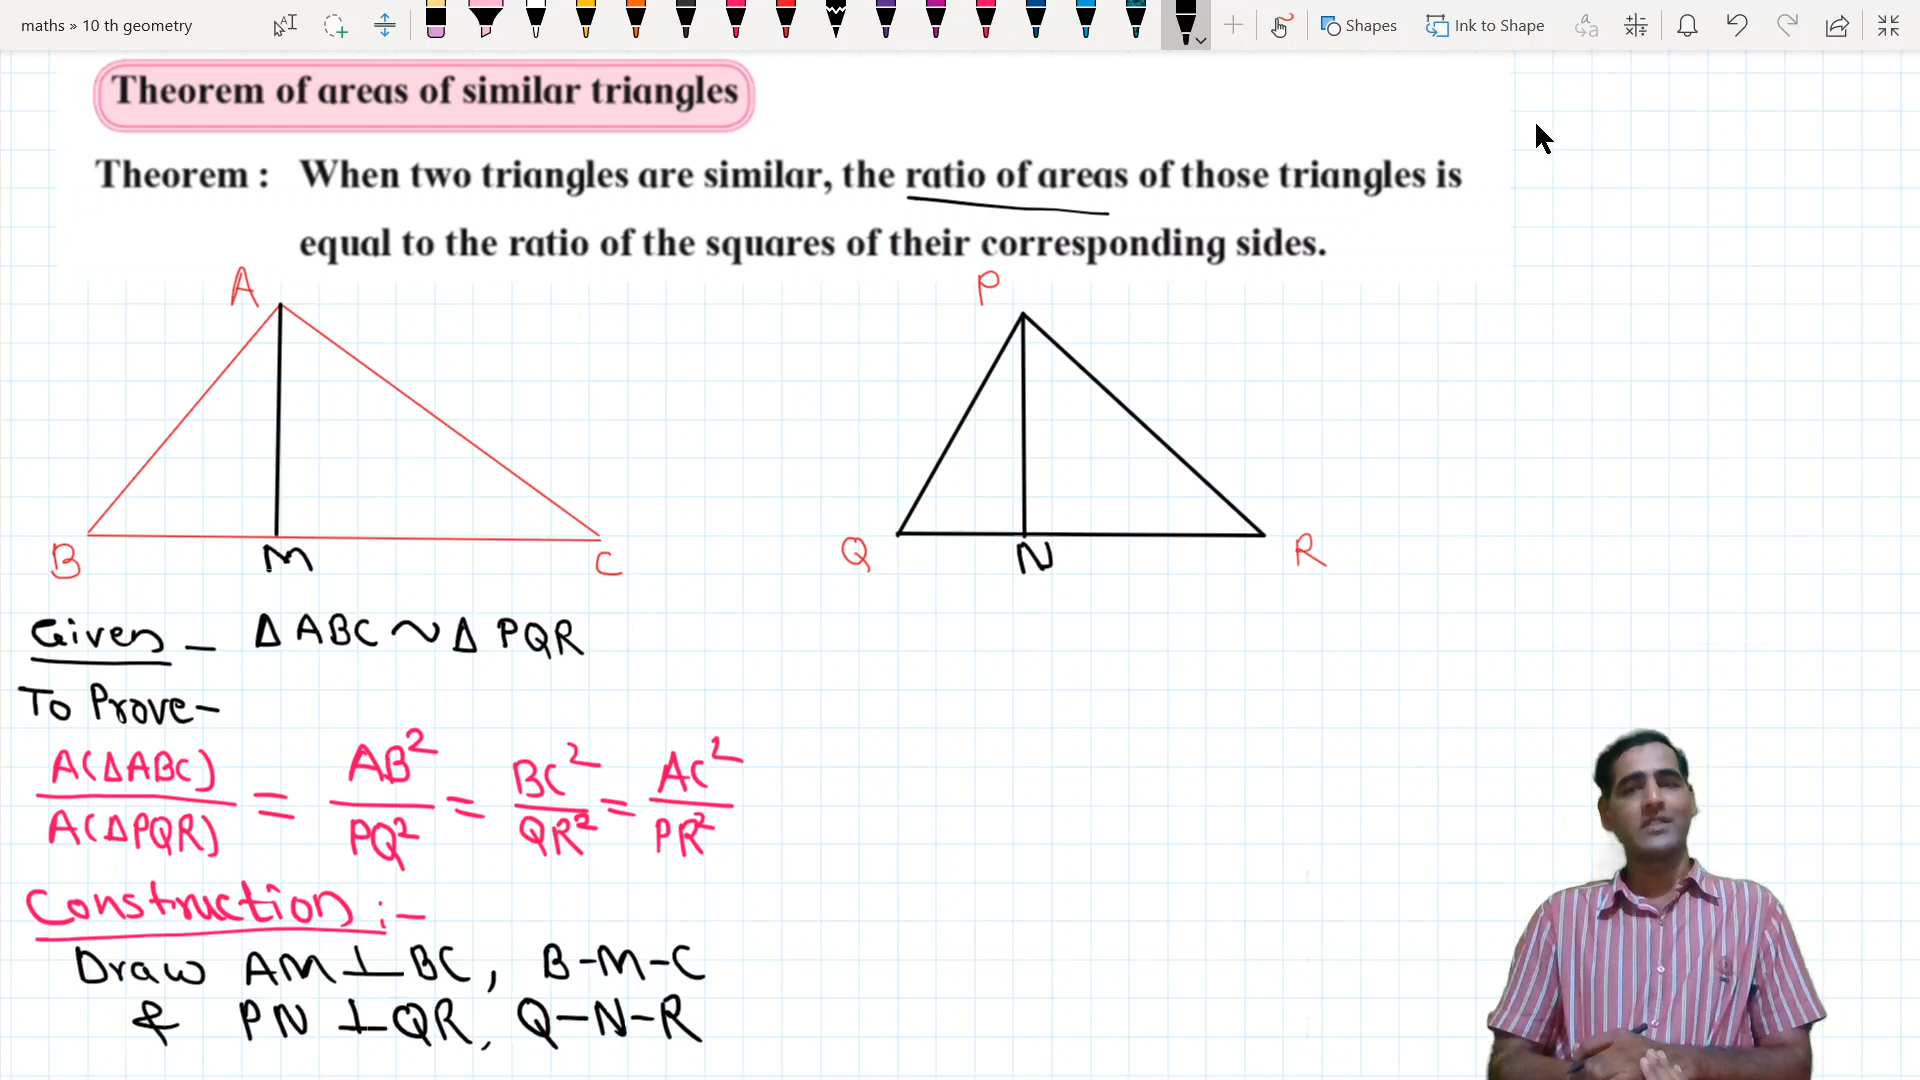 maths » 10 th geometry
Shapes
Ink to Shape
Theorem of areas of similar triangles
Theorem : When two triangles are similar, the ratio of areas of those triangles is
equal to the ratio of the squares of their corresponding sides.
A
P
B
M
C
Q
N
R
Given - Δ ABC ~ Δ PQR
To Prove-
A(ΔABC)/A(ΔPQR) = AB²/PQ² = BC²/QR² = AC²/PR²
Construction :-
Draw AM⊥BC, B-M-C
& PN ⊥QR, Q-N-R